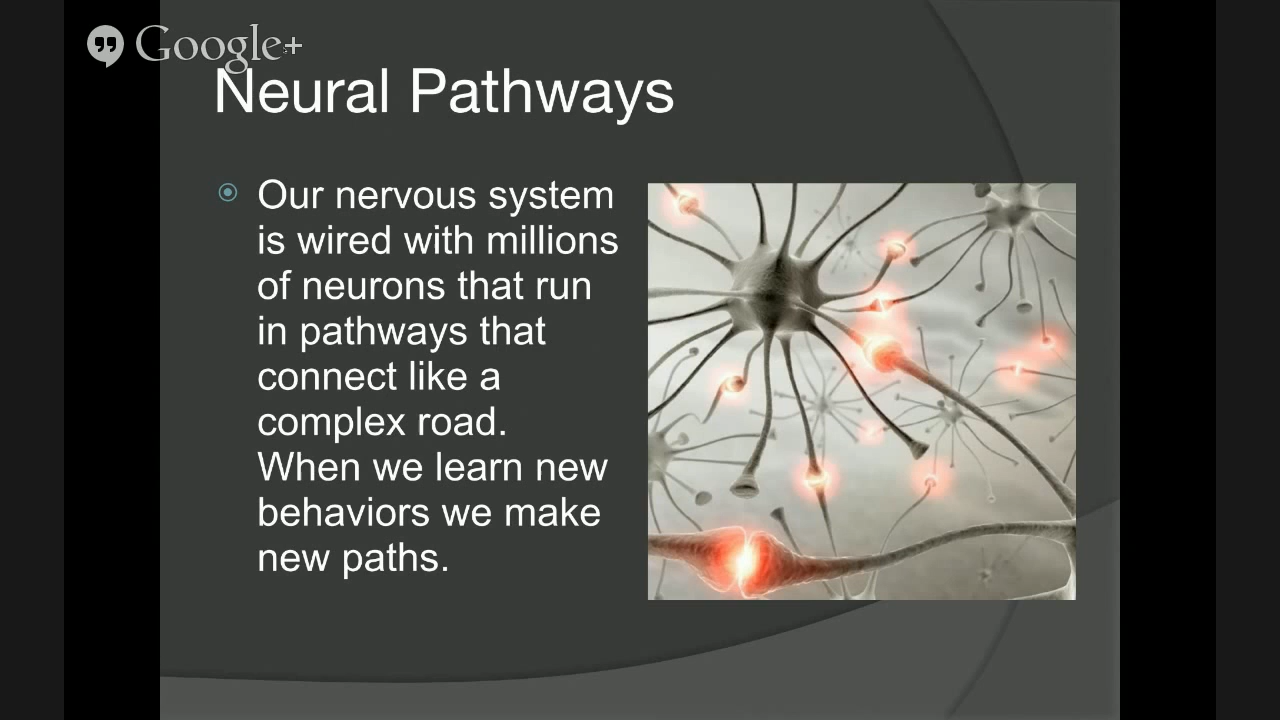 Google+
Neural Pathways
Our nervous system
is wired with millions
of neurons that run
in pathways that
connect like a
complex road.
When we learn new
behaviors we make
new paths.